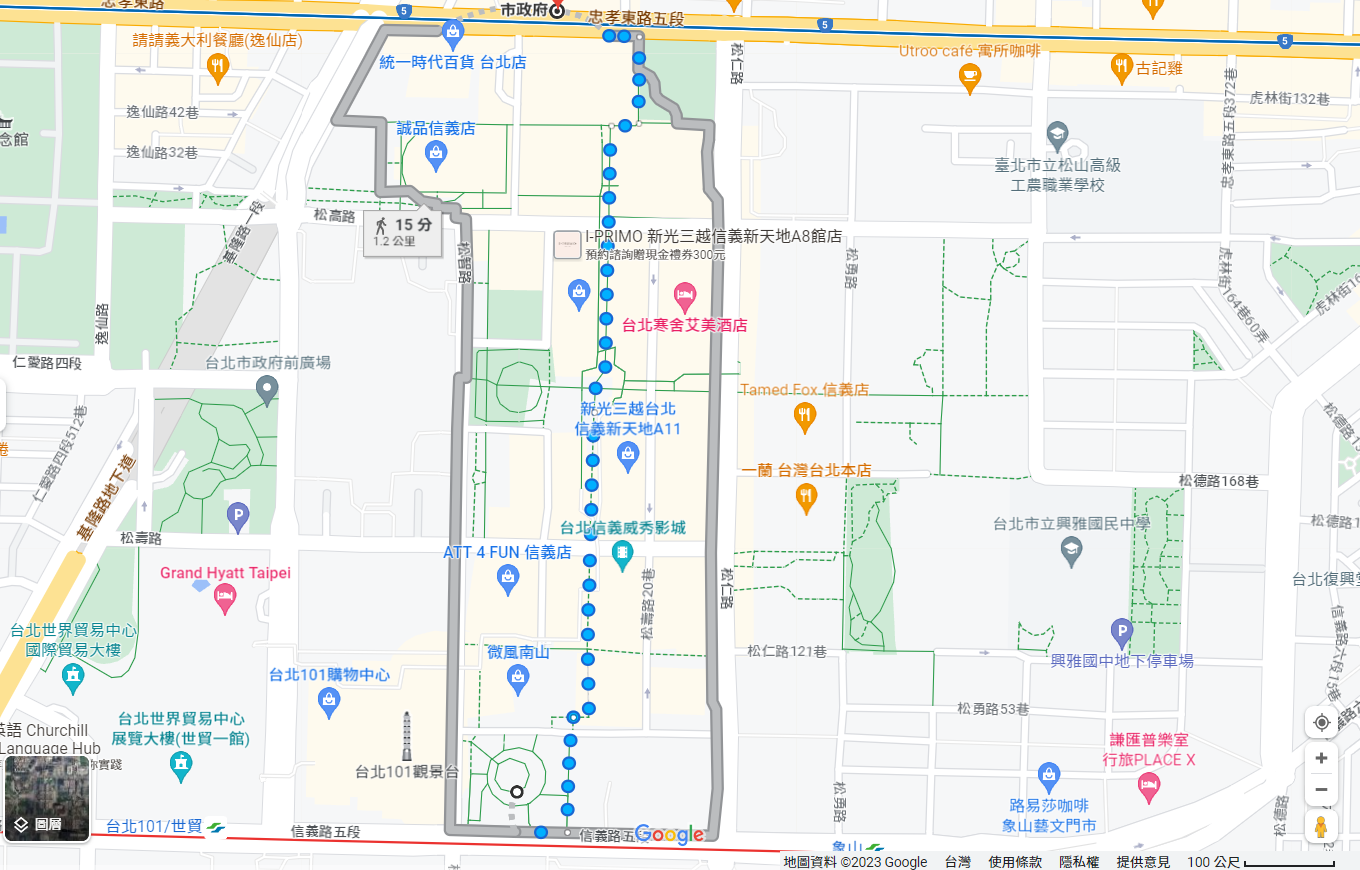 忠孝東路
5
市政府
忠孝東路五段
5
5
請請義大利餐廳(逸仙店)
統一時代百貨 台北店
松仁路
Utroo café 寓所咖啡
古記雞
忠孝東路五段372巷
虎林街132巷
逸仙路42巷
念館
誠品信義店
逸仙路32巷
臺北市立松山高級
工農職業學校
基隆路一段
松高路
15 分
1.2 公里
松智路
I-PRIMO 新光三越信義新天地A8館店
預約諮詢贈現金禮券300元
松勇路
虎林街
164巷60弄
虎林街
逸仙路
台北寒舍艾美酒店
仁愛路四段
台北市政府前廣場
Tamed Fox 信義店
仁愛路四段512巷
新光三越台北
信義新天地A11
松德路
基隆路地下道
一蘭 台灣台北本店
松德路168巷
P
台北信義威秀影城
台北市立興雅國民中學
松德路1
松壽路
ATT 4 FUN 信義店
Grand Hyatt Taipei
松壽路20巷
松仁路
台北復興堂
台北世界貿易中心
國際貿易大樓
P
信義路六段15巷
微風南山
松仁路121巷
興雅國中地下停車場
台北101購物中心
松勇路53巷
台北世界貿易中心
展覽大樓(世貿一館)
英語 Churchill
Language Hub
實踐
謙匯普樂室
行旅PLACE X
台北101觀景台
松勇路
路易莎咖啡
象山藝文門市
松德路
圖層
台北101/世貿
信義路五段
信義路五段
Google
象山
地圖資料 ©2023 Google
台灣
使用條款
隱私權
提供意見
100 公尺